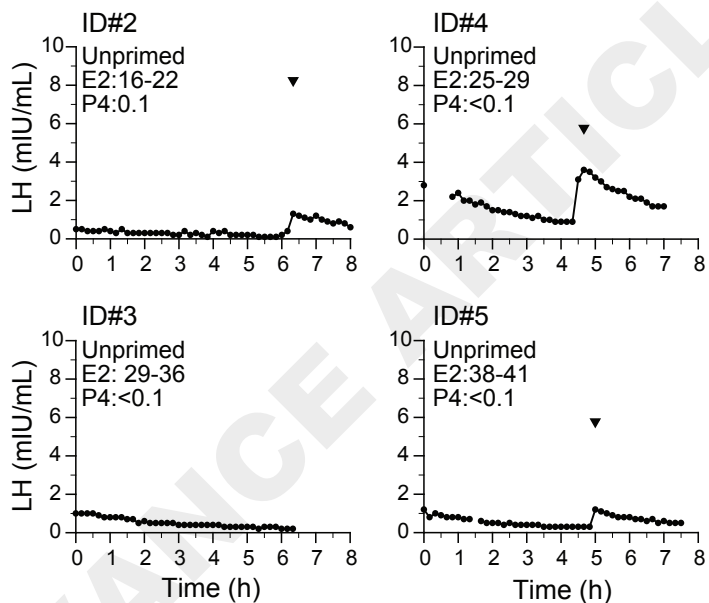 ID#2
Unprimed
E2:16-22
P4:0.1
LH (mIU/mL)
10
8
6
4
2
0
0 1 2 3 4 5 6 7 8
ID#4
Unprimed
E2:25-29
P4:<0.1
10
8
6
4
2
0
0 1 2 3 4 5 6 7 8
ID#3
Unprimed
E2: 29-36
P4:<0.1
LH (mIU/mL)
10
8
6
4
2
0
0 1 2 3 4 5 6 7 8
Time (h)
ID#5
Unprimed
E2:38-41
P4:<0.1
10
8
6
4
2
0
0 1 2 3 4 5 6 7 8
Time (h)
VANCE ARTICL